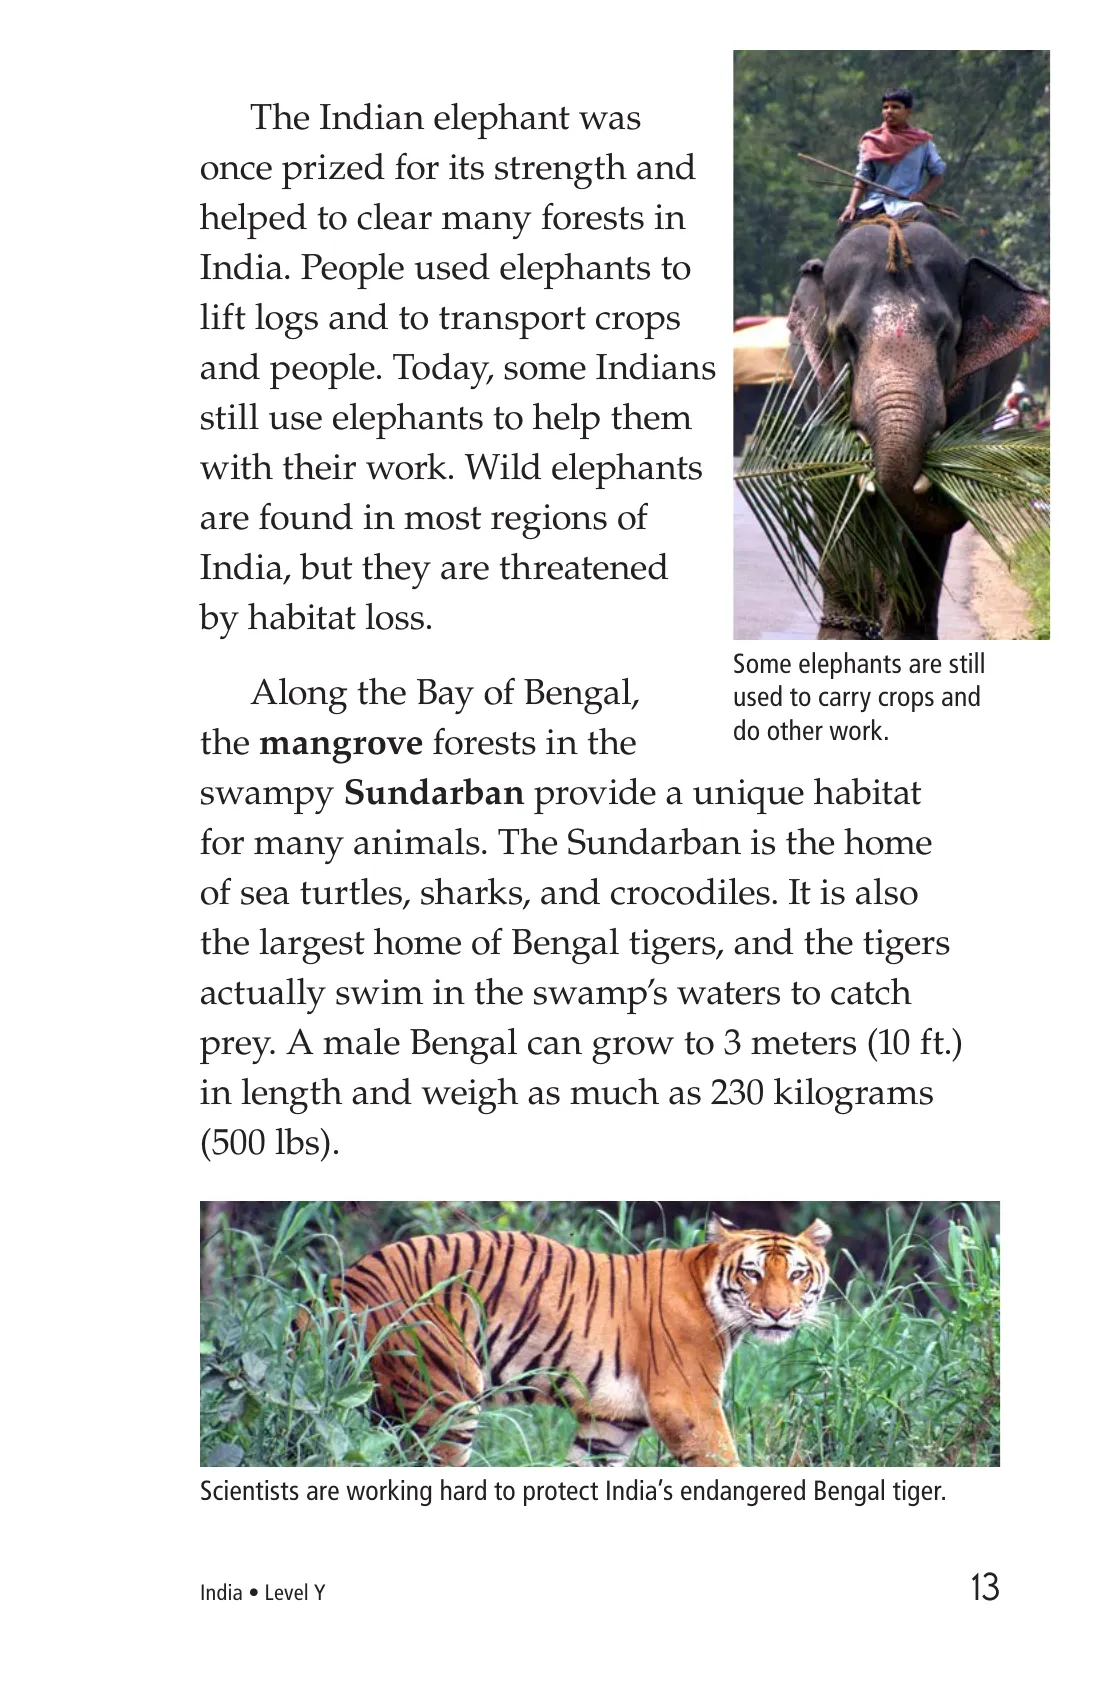 The Indian elephant was
once prized for its strength and
helped to clear many forests in
India. People used elephants to
lift logs and to transport crops
and people. Today, some Indians
still use elephants to help them
with their work. Wild elephants
are found in most regions of
India, but they are threatened
by habitat loss.
Some elephants are still
used to carry crops and
do other work.
Along the Bay of Bengal,
the mangrove forests in the
swampy Sundarban provide a unique habitat
for many animals. The Sundarban is the home
of sea turtles, sharks, and crocodiles. It is also
the largest home of Bengal tigers, and the tigers
actually swim in the swamp’s waters to catch
prey. A male Bengal can grow to 3 meters (10 ft.)
in length and weigh as much as 230 kilograms
(500 lbs).
Scientists are working hard to protect India’s endangered Bengal tiger.
India • Level Y
13